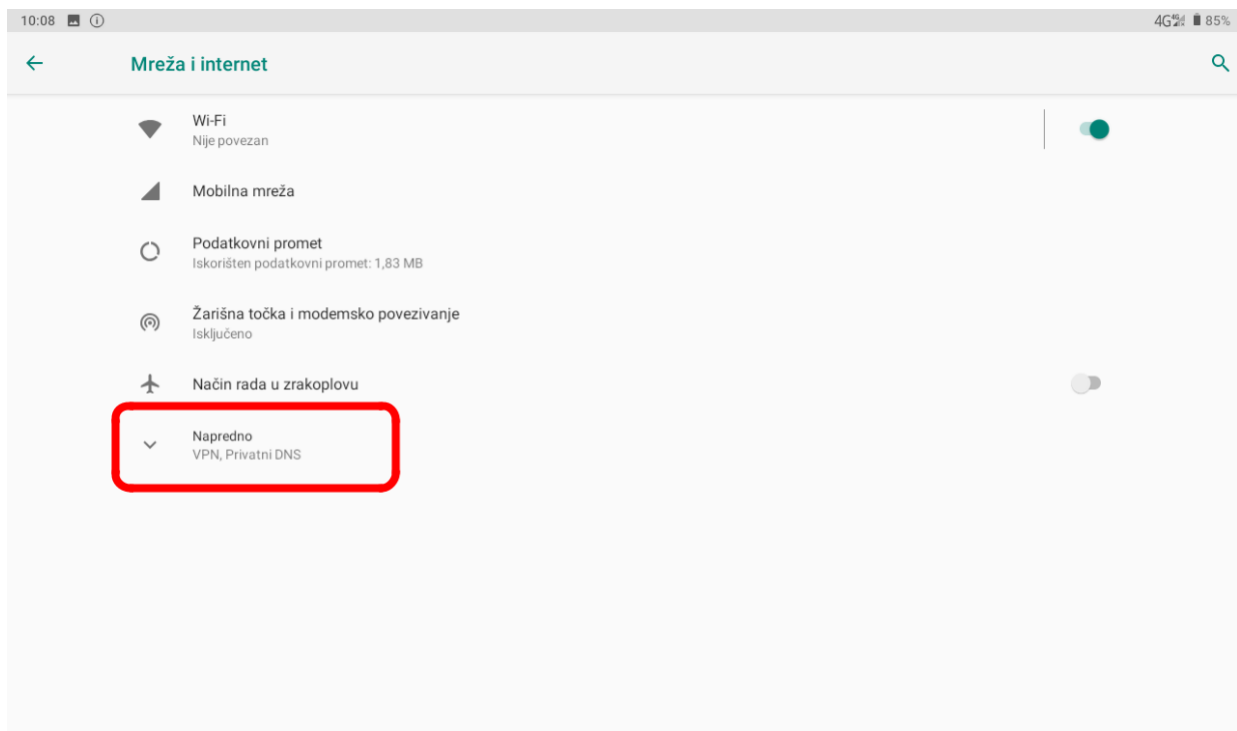 10:08
4G 85%
Mreža i internet
Wi-Fi
Nije povezan
Mobilna mreža
Podatkovni promet
Iskorišten podatkovni promet: 1,83 MB
Žarišna točka i modemsko povezivanje
Isključeno
Način rada u zrakoplovu
Napredno
VPN, Privatni DNS